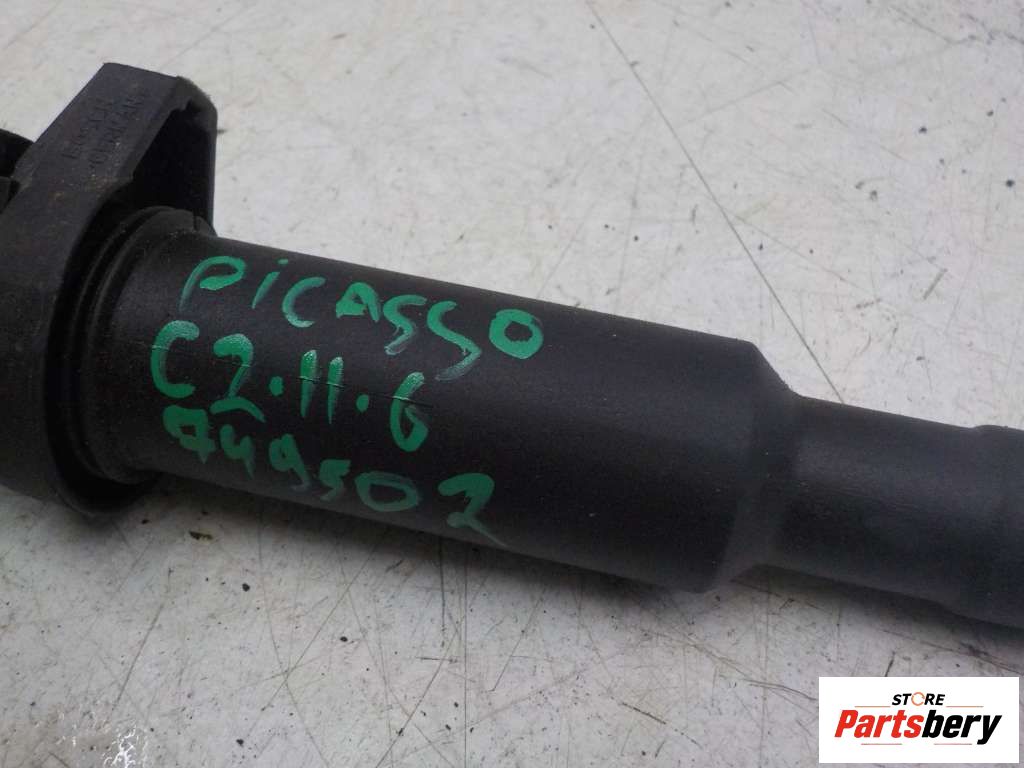 PiCASSO
C2.11.6
749502
STORE
Partsbery